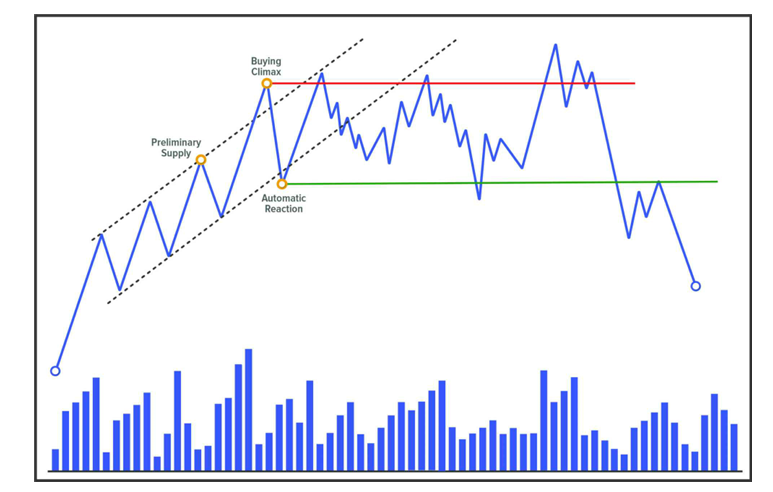 Buying
Climax
Preliminary
Supply
Automatic
Reaction